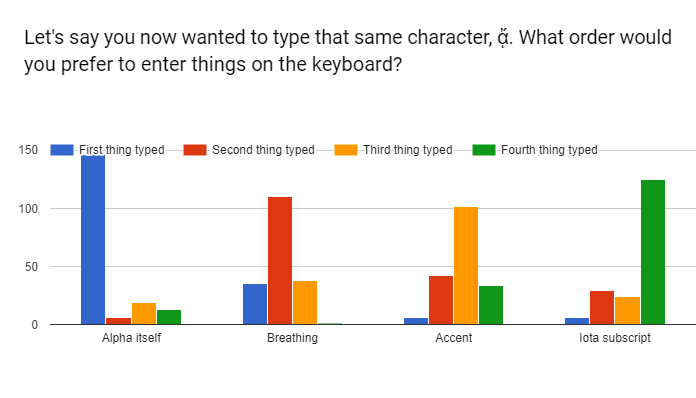 Let's say you now wanted to type that same character, ᾄ. What order would
you prefer to enter things on the keyboard?
First thing typed Second thing typed Third thing typed Fourth thing typed
150
100
50
0
Alpha itself Breathing Accent Iota subscript